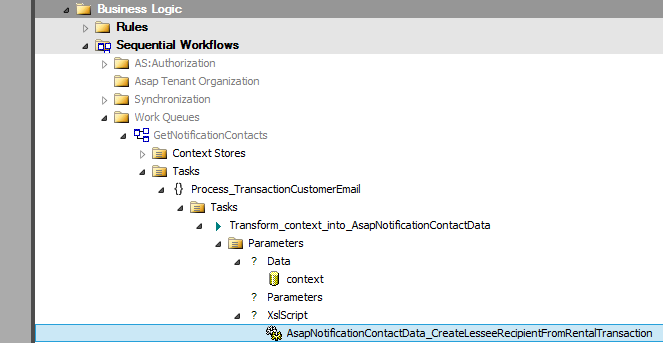 Business Logic
Rules
Sequential Workflows
AS:Authorization
Asap Tenant Organization
Synchronization
Work Queues
GetNotificationContacts
Context Stores
Tasks
{} Process_TransactionCustomerEmail
Tasks
Transform_context_into_AsapNotificationContactData
Parameters
? Data
context
? Parameters
? XslScript
AsapNotificationContactData_CreateLesseeRecipientFromRentalTransaction